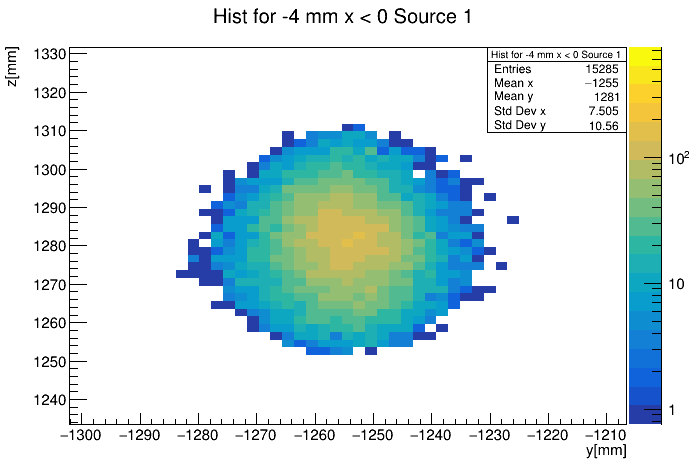 Hist for -4 mm x < 0 Source 1
z[mm]
1330
1320
1310
1300
1290
1280
1270
1260
1250
1240
−1300 −1290 −1280 −1270 −1260 −1250 −1240 −1230 −1220 −1210
y[mm]
Hist for -4 mm x < 0 Source 1
Entries 15285
Mean x −1255
Mean y 1281
Std Dev x 7.505
Std Dev y 10.56
10²
10
1